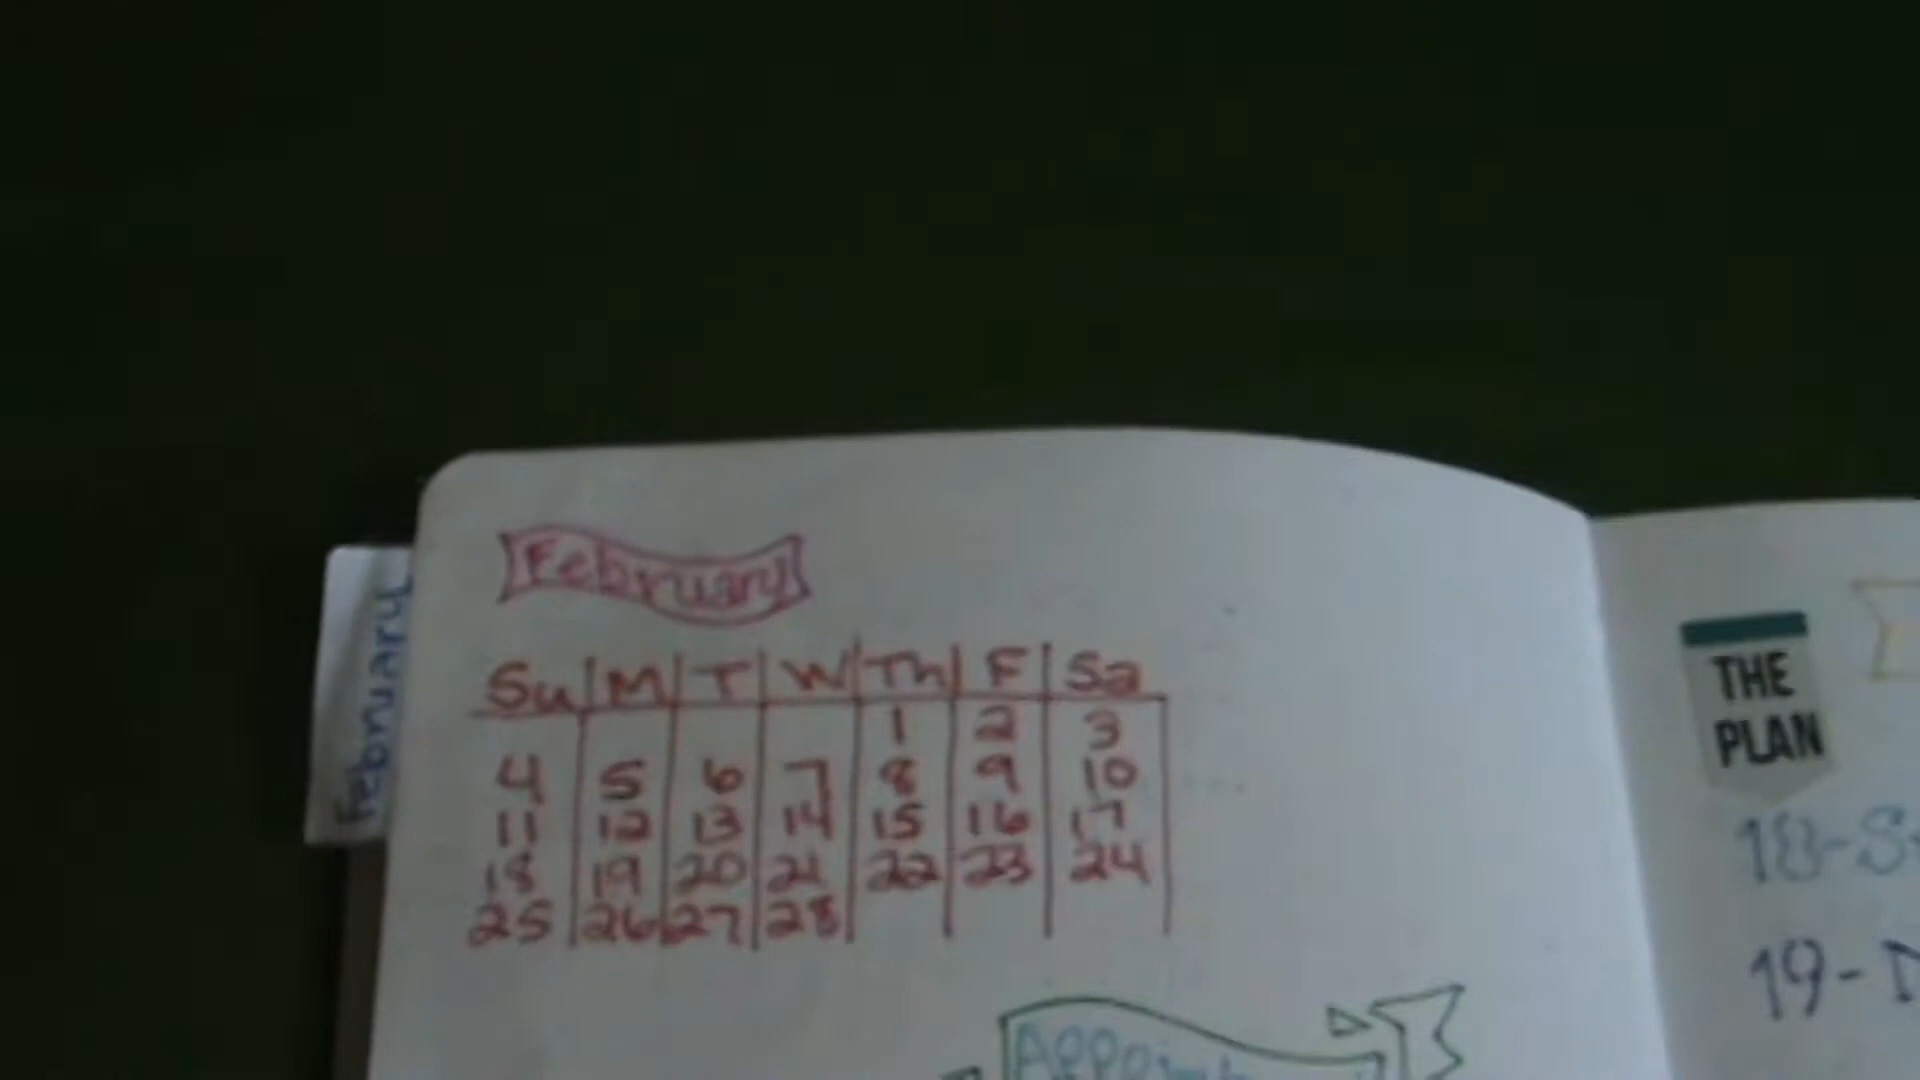 February
February
Su M T W Th F Sa
1 2 3
4 5 6 7 8 9 10
11 12 13 14 15 16 17
18 19 20 21 22 23 24
25 26 27 28
THE
PLAN
18-
19-